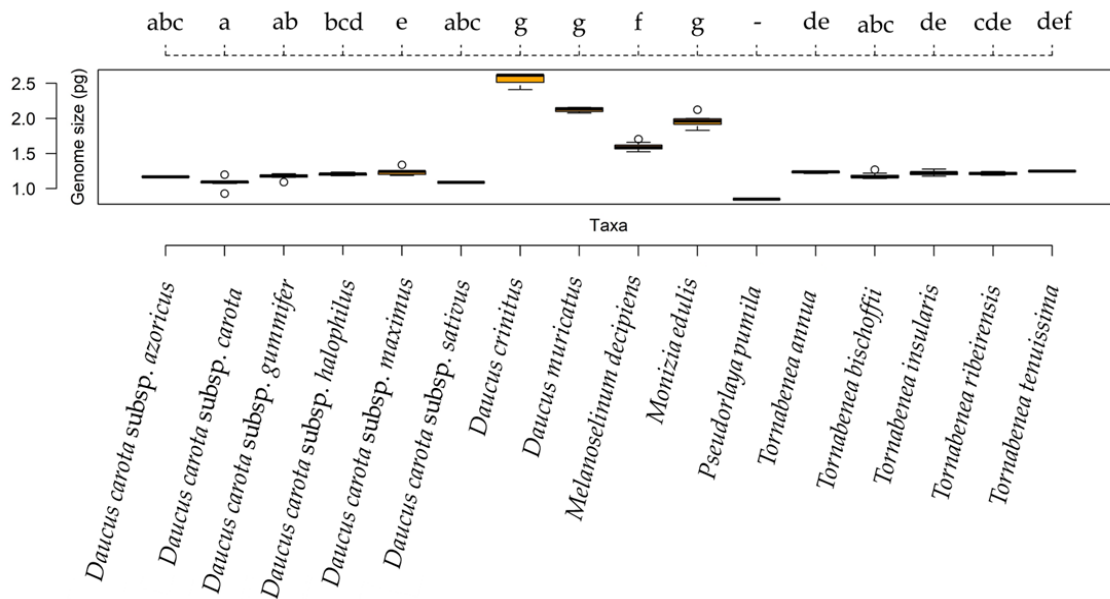 abc a ab bcd e abc g g f g - de abc de cde def
Genome size (pg)
2.5
2.0
1.5
1.0
Taxa
Daucus carota subsp. azoricus
Daucus carota subsp. carota
Daucus carota subsp. gummifer
Daucus carota subsp. halophilus
Daucus carota subsp. maximus
Daucus carota subsp. sativus
Daucus crinitus
Daucus muricatus
Melanoselinum decipiens
Monizia edulis
Pseudorlaya pumila
Tornabenea annua
Tornabenea bischoffii
Tornabenea insularis
Tornabenea ribeirensis
Tornabenea tenuissima